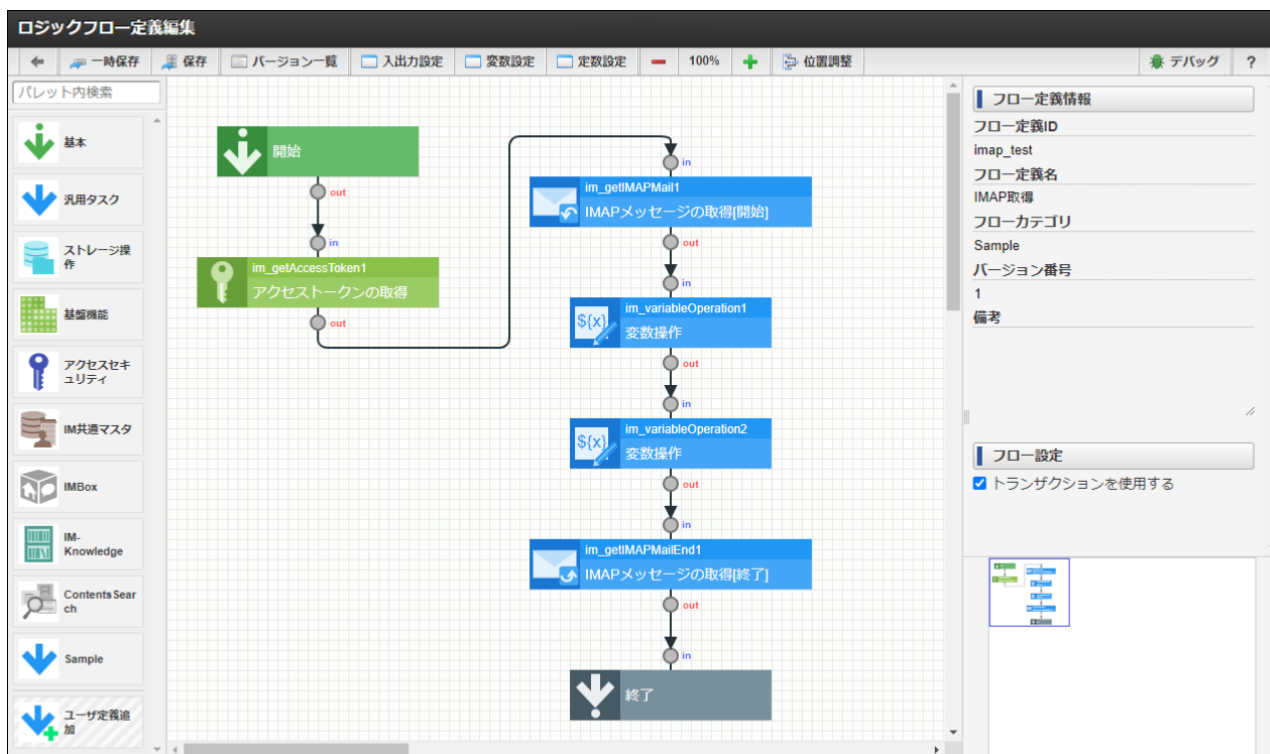 ロジックフロー定義編集
一時保存 保存 バージョン一覧 入出力設定 変数設定 定数設定 100% 位置調整 デバッグ ?
パレット内検索
基本
汎用タスク
ストレージ操
作
基盤機能
アクセスセキ
ュリティ
IM共通マスタ
IMBox
IM-
Knowledge
Contents Sear
ch
Sample
ユーザ定義追
加
開始
out
in
im_getAccessToken1
アクセストークンの取得
out
in
im_getIMAPMail1
IMAPメッセージの取得[開始]
out
in
${x}
im_variableOperation1
変数操作
out
in
${x}
im_variableOperation2
変数操作
out
in
im_getIMAPMailEnd1
IMAPメッセージの取得[終了]
out
in
終了
フロー定義情報
フロー定義ID
imap_test
フロー定義名
IMAP取得
フローカテゴリ
Sample
バージョン番号
1
備考
フロー設定
トランザクションを使用する